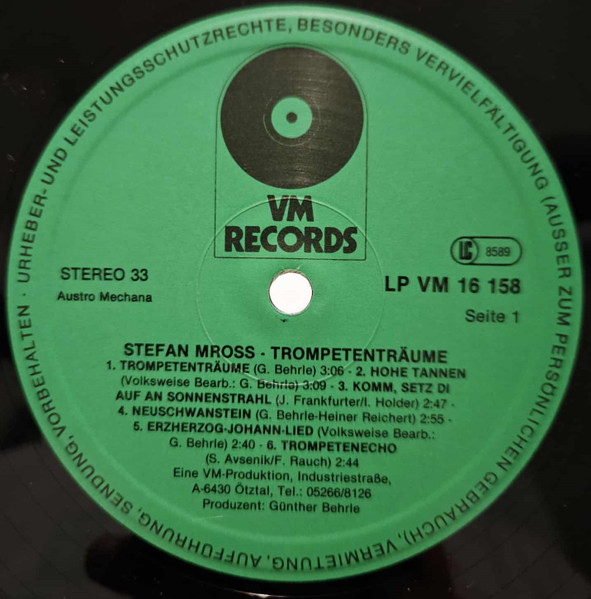 URHEBER- UND LEISTUNGSSCHUTZRECHTE, BESONDERS VERVIELFÄLTIGUNG (AUSSER ZUM PERSÖNLICHEN GEBRAUCH), VERMIETUNG, AUFFÜHRUNG, SENDUNG, VORBEHALTEN ·
VM
RECORDS
STEREO 33
Austro Mechana
LC 8589
LP VM 16 158
Seite 1
STEFAN MROSS - TROMPETENTRÄUME
1. TROMPETENTRÄUME (G. Behrle) 3:06 - 2. HOHE TANNEN
(Volksweise Bearb.: G. Behrle) 3:09 - 3. KOMM, SETZ DI
AUF AN SONNENSTRAHL (J. Frankfurter/I. Holder) 2:47 -
4. NEUSCHWANSTEIN (G. Behrle-Heiner Reichert) 2:55 -
5. ERZHERZOG-JOHANN-LIED (Volksweise Bearb.:
G. Behrle) 2:40 - 6. TROMPETENECHO
(S. Avsenik/F. Rauch) 2:44
Eine VM-Produktion, Industriestraße,
A-6430 Ötztal, Tel.: 05266/8126
Produzent: Günther Behrle